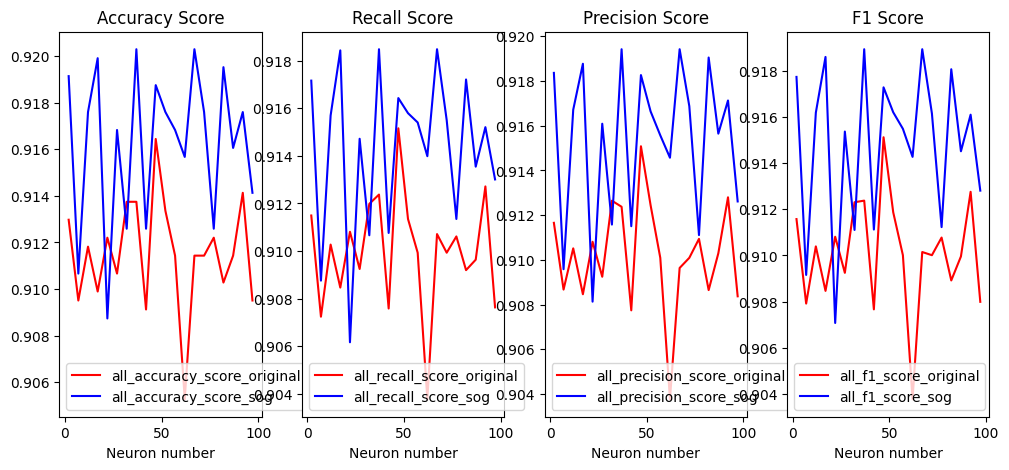 Accuracy Score
0.920
0.918
0.916
0.914
0.912
0.910
0.908
0.906
all_accuracy_score_original
all_accuracy_score_sog
0
50
100
Neuron number
Recall Score
0.918
0.916
0.914
0.912
0.910
0.908
0.906
0.904
all_recall_score_original
all_recall_score_sog
0
50
100
Neuron number
Precision Score
0.920
0.918
0.916
0.914
0.912
0.910
0.908
0.906
0.904
all_precision_score_original
all_precision_score_sog
0
50
100
Neuron number
F1 Score
0.918
0.916
0.914
0.912
0.910
0.908
0.906
0.904
all_f1_score_original
all_f1_score_sog
0
50
100
Neuron number